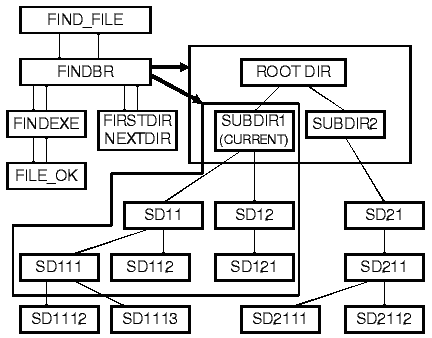 FIND_FILE
FINDBR
ROOT DIR
FINDEXE
FIRSTDIR
NEXTDIR
SUBDIR1
(CURRENT)
SUBDIR2
FILE_OK
SD11
SD12
SD21
SD111
SD112
SD121
SD211
SD1112
SD1113
SD2111
SD2112